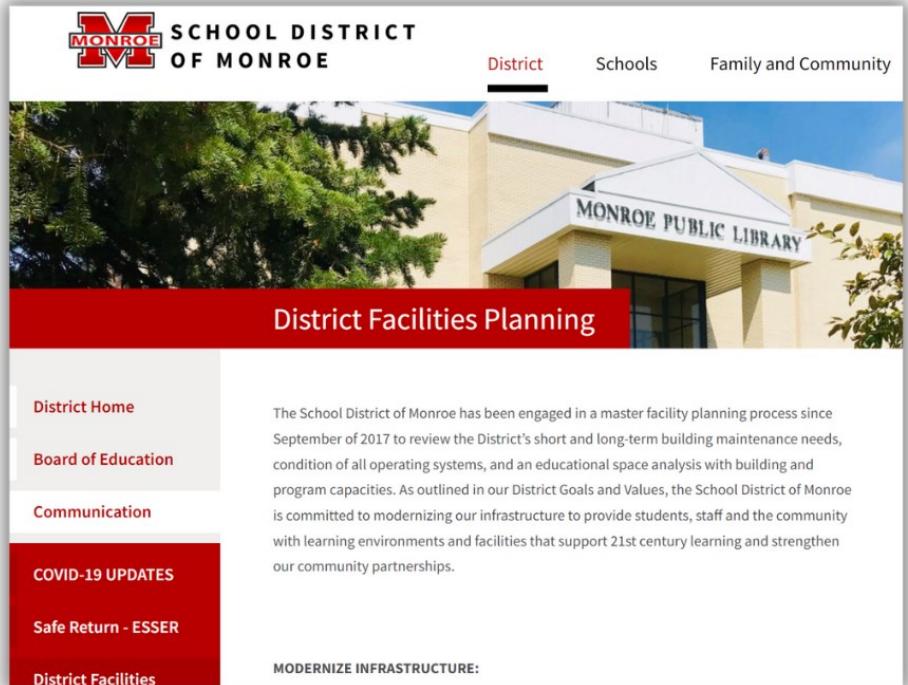 MONROE
SCHOOL DISTRICT
OF MONROE
District
Schools
Family and Community
MONROE PUBLIC LIBRARY
District Facilities Planning
District Home
Board of Education
Communication
COVID-19 UPDATES
Safe Return - ESSER
District Facilities
The School District of Monroe has been engaged in a master facility planning process since
September of 2017 to review the District's short and long-term building maintenance needs,
condition of all operating systems, and an educational space analysis with building and
program capacities. As outlined in our District Goals and Values, the School District of Monroe
is committed to modernizing our infrastructure to provide students, staff and the community
with learning environments and facilities that support 21st century learning and strengthen
our community partnerships.
MODERNIZE INFRASTRUCTURE: